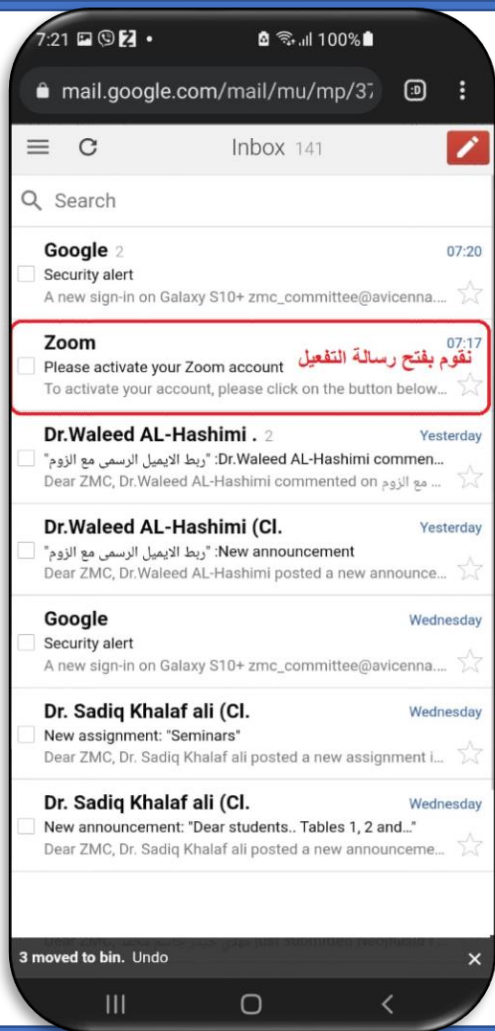 7:21 100%
mail.google.com/mail/mu/mp/37 :D
Inbox 141
Search
Google 2 07:20
Security alert
A new sign-in on Galaxy S10+ zmc_committee@avicenna....
Zoom 07:17
Please activate your Zoom account نقوم بفتح رسالة التفعيل
To activate your account, please click on the button below...
Dr.Waleed AL-Hashimi . 2 Yesterday
Dr.Waleed AL-Hashimi commen... :"ربط الايميل الرسمي مع الزوم"
Dear ZMC, Dr.Waleed AL-Hashimi commented on مع الزوم ...
Dr.Waleed AL-Hashimi (Cl. Yesterday
New announcement: "ربط الايميل الرسمي مع الزوم"
Dear ZMC, Dr.Waleed AL-Hashimi posted a new announce...
Google Wednesday
Security alert
A new sign-in on Galaxy S10+ zmc_committee@avicenna....
Dr. Sadiq Khalaf ali (Cl. Wednesday
New assignment: "Seminars"
Dear ZMC, Dr. Sadiq Khalaf ali posted a new assignment i...
Dr. Sadiq Khalaf ali (Cl. Wednesday
New announcement: "Dear students.. Tables 1, 2 and…"
Dear ZMC, Dr. Sadiq Khalaf ali posted a new announceme...
3 moved to bin. Undo